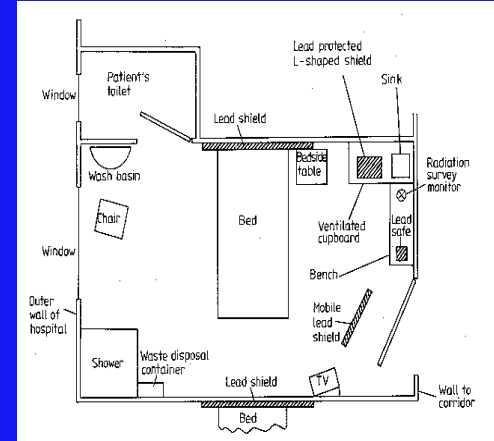 Lead protected
L-shaped shield
Sink
Patient's
toilet
Window
Lead shield
Bedside
table
Radiation
survey
monitor
Wash basin
Chair
Bed
Ventilated
cupboard
Lead
safe
Window
Bench
Outer
wall of
hospital
Mobile
lead
shield
Shower
Waste disposal
container
Lead shield
TV
Wall to
corridor
Bed